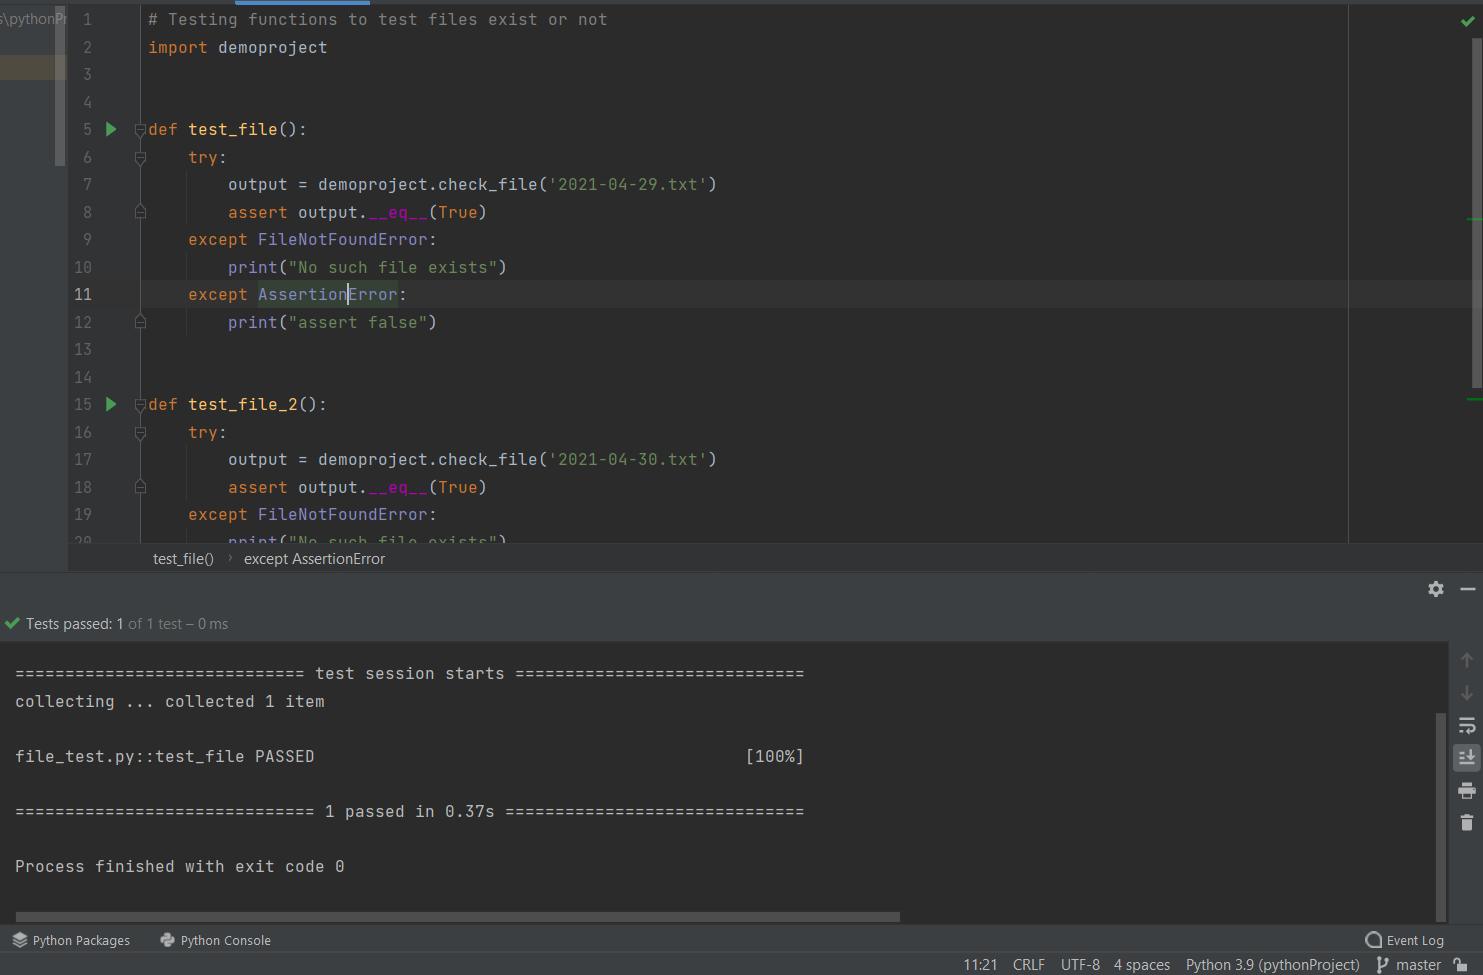 s\pythonPr
1 # Testing functions to test files exist or not
2 import demoproject
3
4
5 def test_file():
6     try:
7         output = demoproject.check_file('2021-04-29.txt')
8         assert output.__eq__(True)
9     except FileNotFoundError:
10         print("No such file exists")
11     except AssertionError:
12         print("assert false")
13
14
15 def test_file_2():
16     try:
17         output = demoproject.check_file('2021-04-30.txt')
18         assert output.__eq__(True)
19     except FileNotFoundError:
20         print("No such file exists")
test_file() › except AssertionError
Tests passed: 1 of 1 test – 0 ms
============================= test session starts =============================
collecting ... collected 1 item
file_test.py::test_file PASSED                                           [100%]
============================== 1 passed in 0.37s ==============================
Process finished with exit code 0
Python Packages Python Console Event Log
11:21 CRLF UTF-8 4 spaces Python 3.9 (pythonProject) master